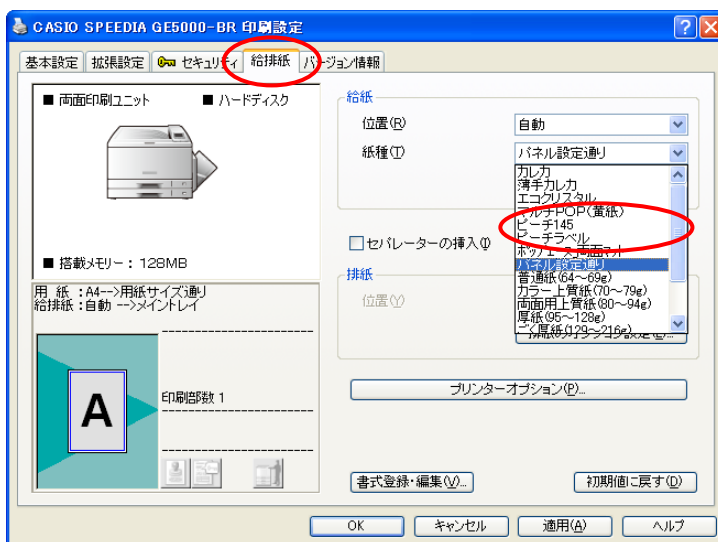 CASIO SPEEDIA GE5000-BR 印刷設定
基本設定 拡張設定 セキュリティ 給排紙 バージョン情報
■ 両面印刷ユニット ■ ハードディスク
■ 搭載メモリー : 128MB
用 紙 :A4-->用紙サイズ通り
給排紙 :自動 -->メイントレイ
A
印刷部数 1
給紙
位置(R) 自動
紙種(T) パネル設定通り
カレカ
薄手カレカ
エコクリスタル
マルチPOP(黄紙)
ピーチ145
ピーチラベル
パネル設定通り
普通紙(64~69g)
カラー上質紙(70~79g)
両面用上質紙(80~94g)
厚紙(95~128g)
ごく厚紙(129~216g)
セパレーターの挿入(I)
排紙
位置(Y)
プリンターオプション(P)...
書式登録・編集(V)... 初期値に戻す(D)
OK キャンセル 適用(A) ヘルプ